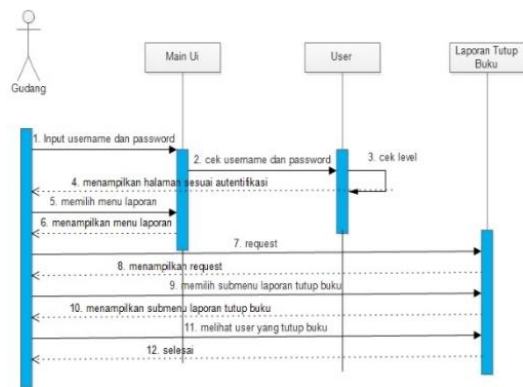 Gudang
Main Ui
User
Laporan Tutup
Buku
1. Input username dan password
2. cek username dan password
3. cek level
4. menampilkan halaman sesuai autentifikasi
5. memilih menu laporan
6. menampilkan menu laporan
7. request
8. menampilkan request
9. memilih submenu laporan tutup buku
10. menampilkan submenu laporan tutup buku
11. melihat user yang tutup buku
12. selesai